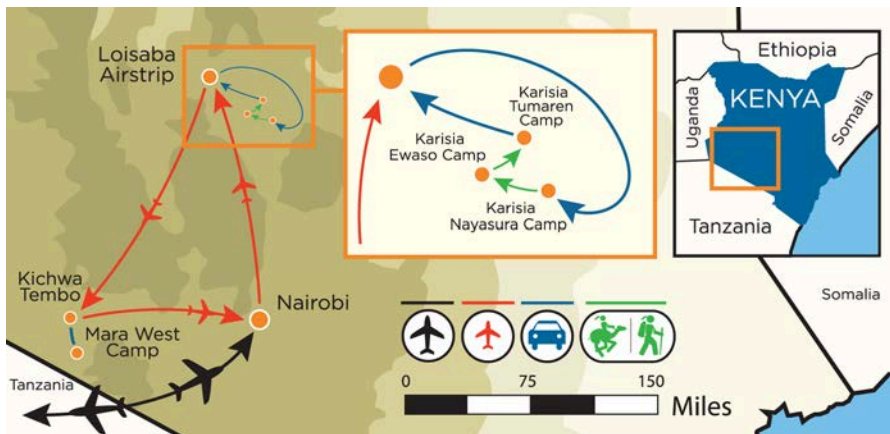 Loisaba
Airstrip
Kichwa
Tembo
Mara West
Camp
Nairobi
Tanzania
Karisia
Tumaren
Camp
Karisia
Ewaso Camp
Karisia
Nayasura Camp
Ethiopia
Uganda
KENYA
Somalia
Tanzania
Somalia
0
75
150
Miles